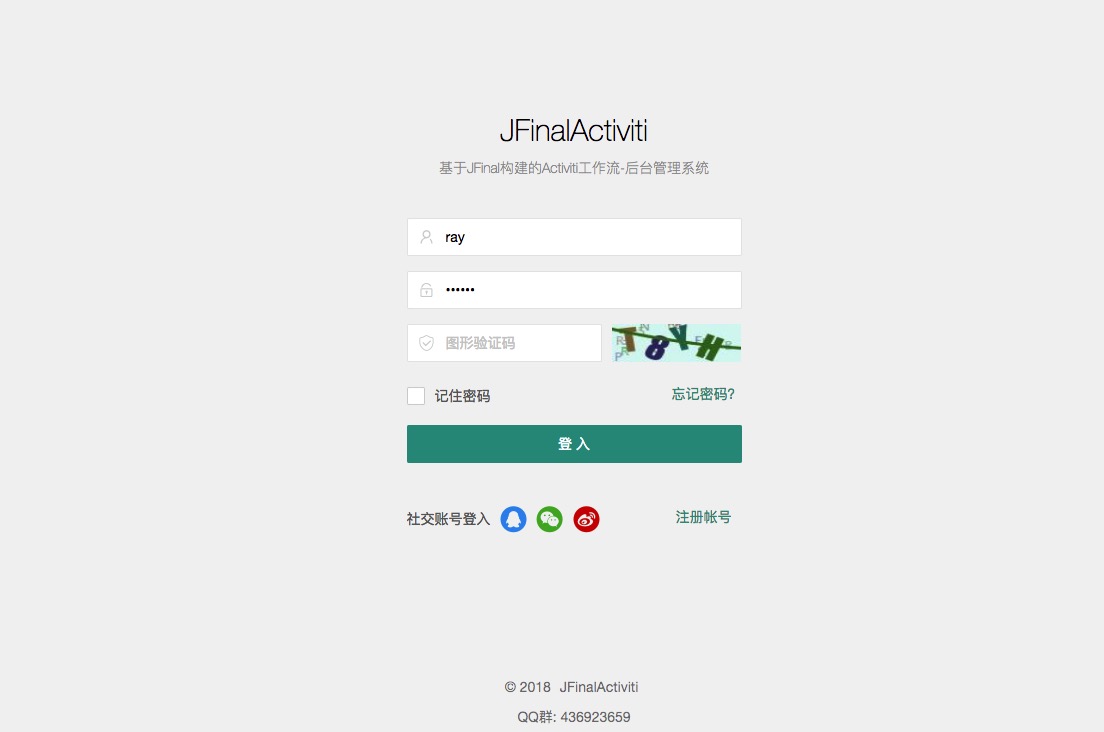 JFinalActiviti
基于JFinal构建的Activiti工作流-后台管理系统
ray
••••••
图形验证码
T8YH
记住密码
忘记密码?
登 入
社交账号登入
注册帐号
© 2018 JFinalActiviti
QQ群: 436923659